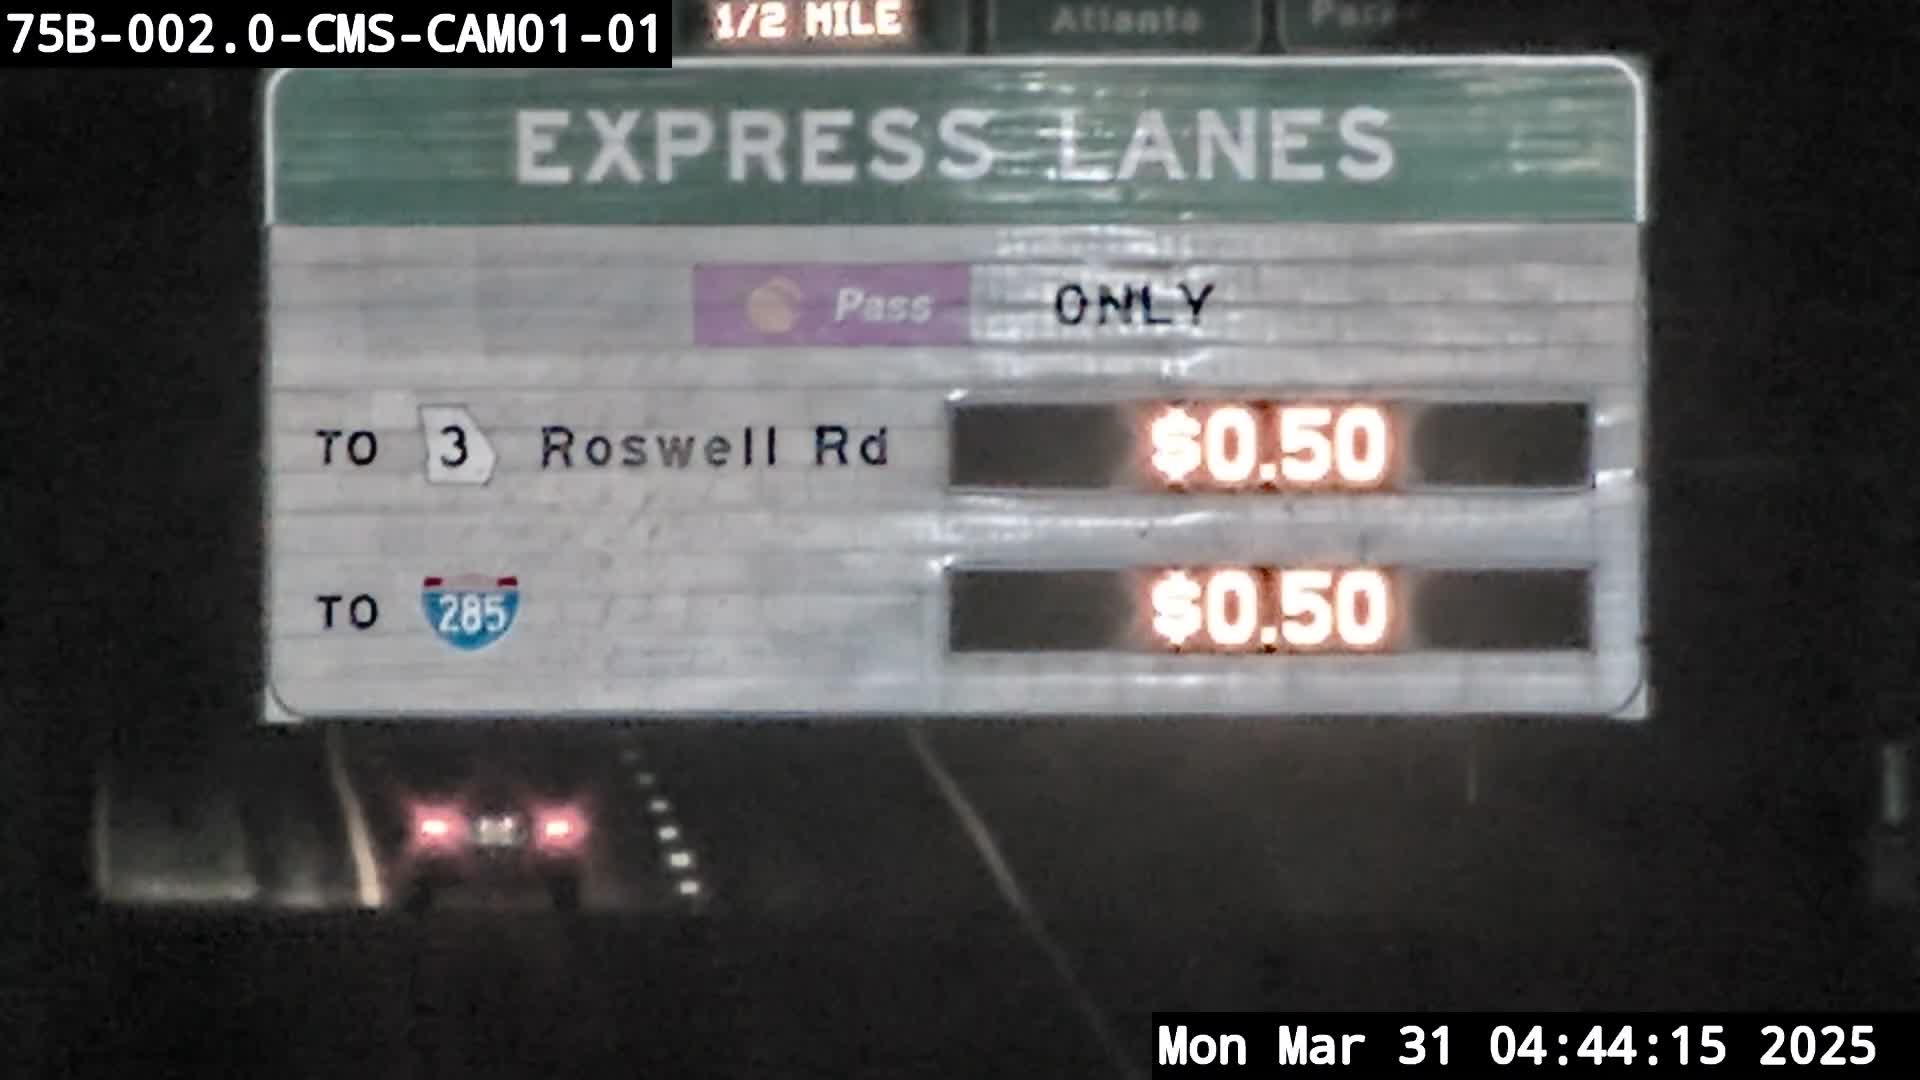 75B-002.0-CMS-CAM01-01
1/2 MILE
Atlanta
EXPRESS LANES
Pass ONLY
TO 3 Roswell Rd $0.50
TO 285 $0.50
Mon Mar 31 04:44:15 2025